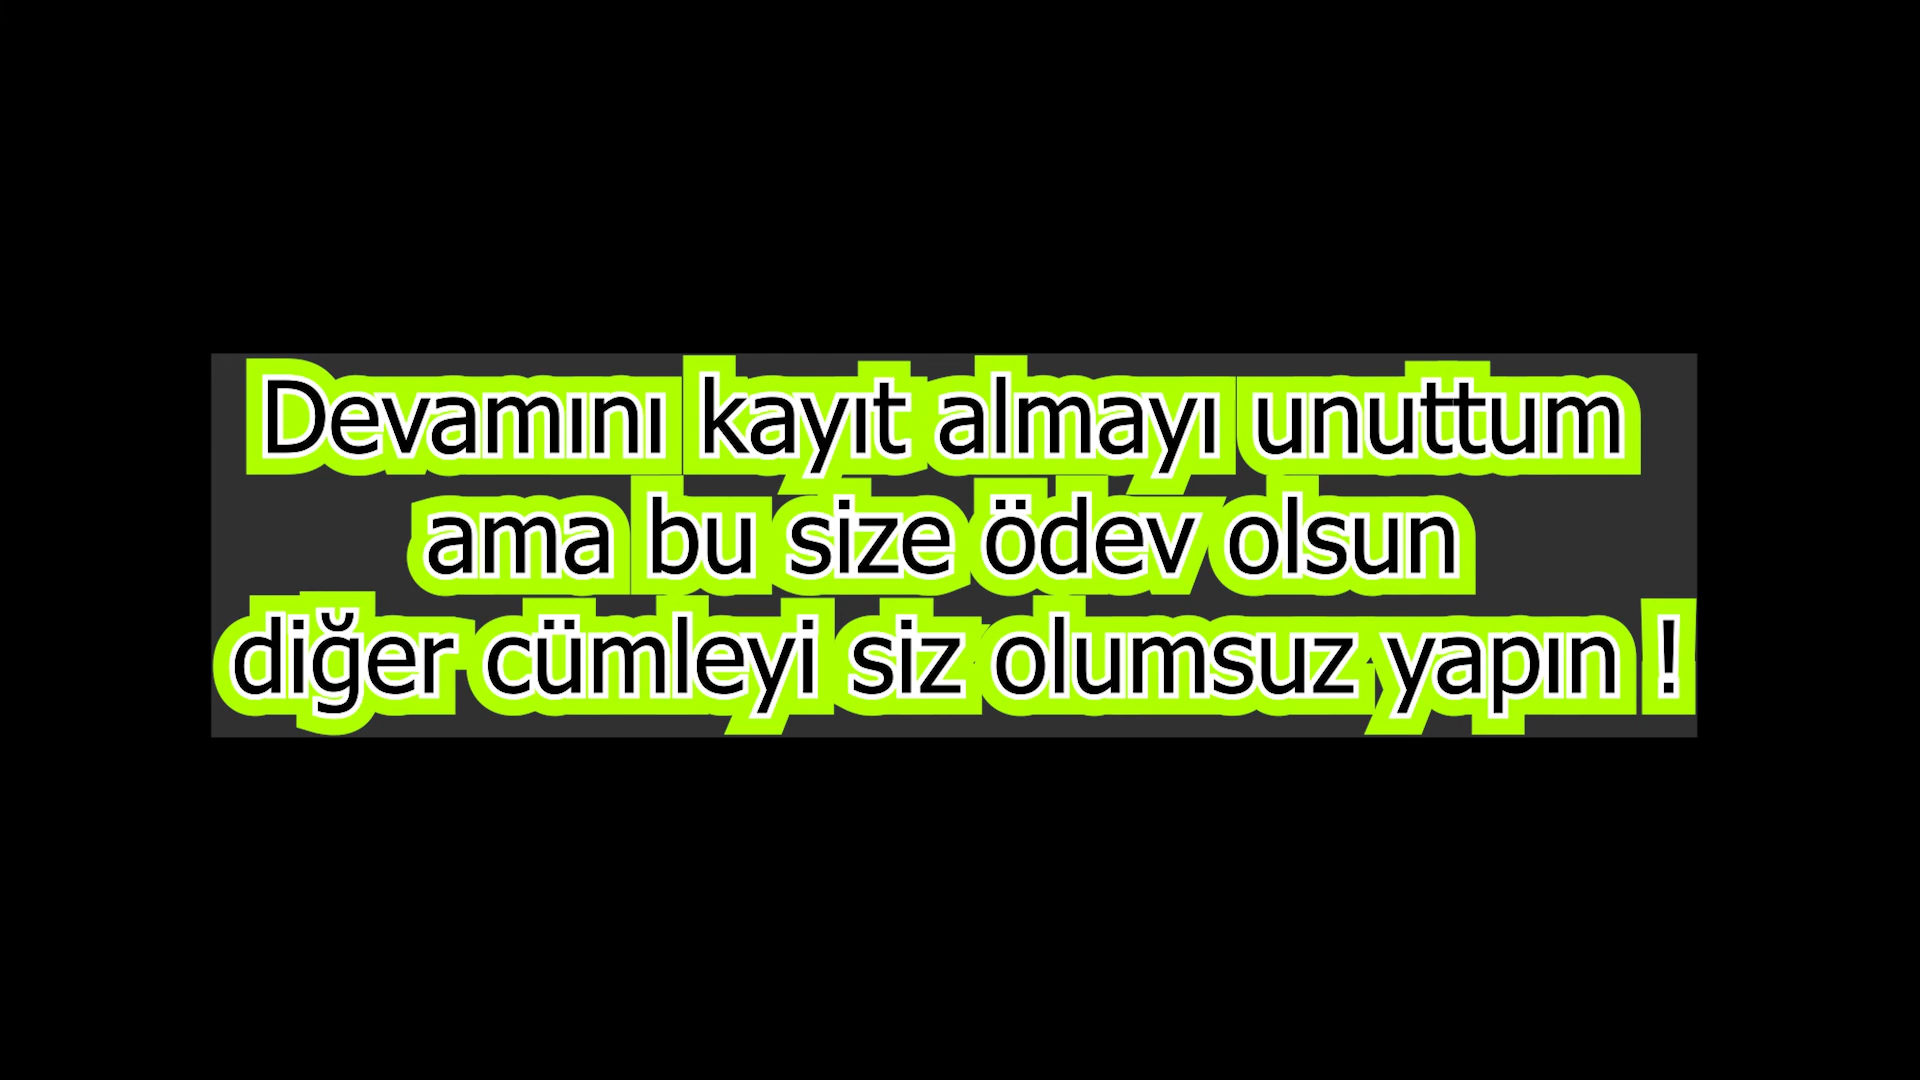 Devamını kayıt almayı unuttum
ama bu size ödev olsun
diğer cümleyi siz olumsuz yapın !